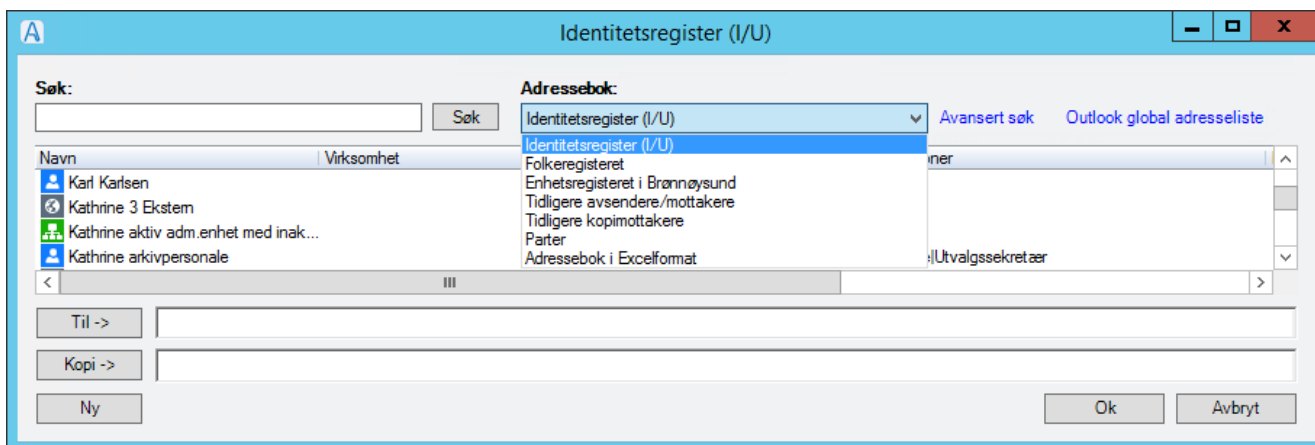 Identitetsregister (I/U)
Søk:
Adressebok:
Søk
Identitetsregister (I/U)
Avansert søk
Outlook global adresseliste
Identitetsregister (I/U)
Folkeregisteret
Enhetsregisteret i Brønnøysund
Tidligere avsendere/mottakere
Tidligere kopimottakere
Parter
Adressebok i Excelformat
Navn
Virksomhet
oner
Karl Karlsen
Kathrine 3 Ekstern
Kathrine aktiv adm.enhet med inak...
Kathrine arkivpersonale
|Utvalgssekretær
Til ->
Kopi ->
Ny
Ok
Avbryt